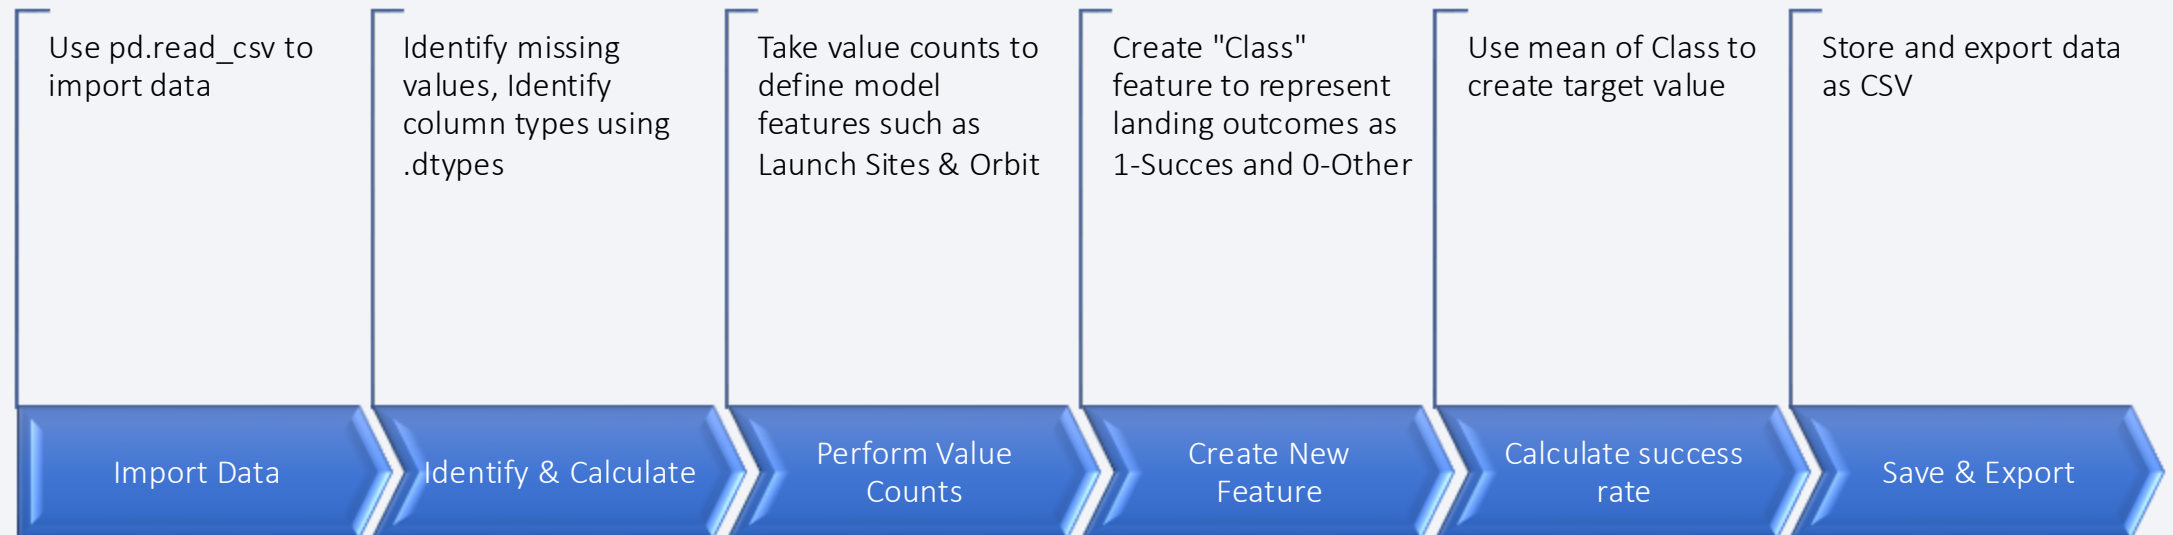 Use pd.read_csv to
import data
Identify missing
values, Identify
column types using
.dtypes
Take value counts to
define model
features such as
Launch Sites & Orbit
Create "Class"
feature to represent
landing outcomes as
1-Succes and 0-Other
Use mean of Class to
create target value
Store and export data
as CSV
Import Data
Identify & Calculate
Perform Value
Counts
Create New
Feature
Calculate success
rate
Save & Export